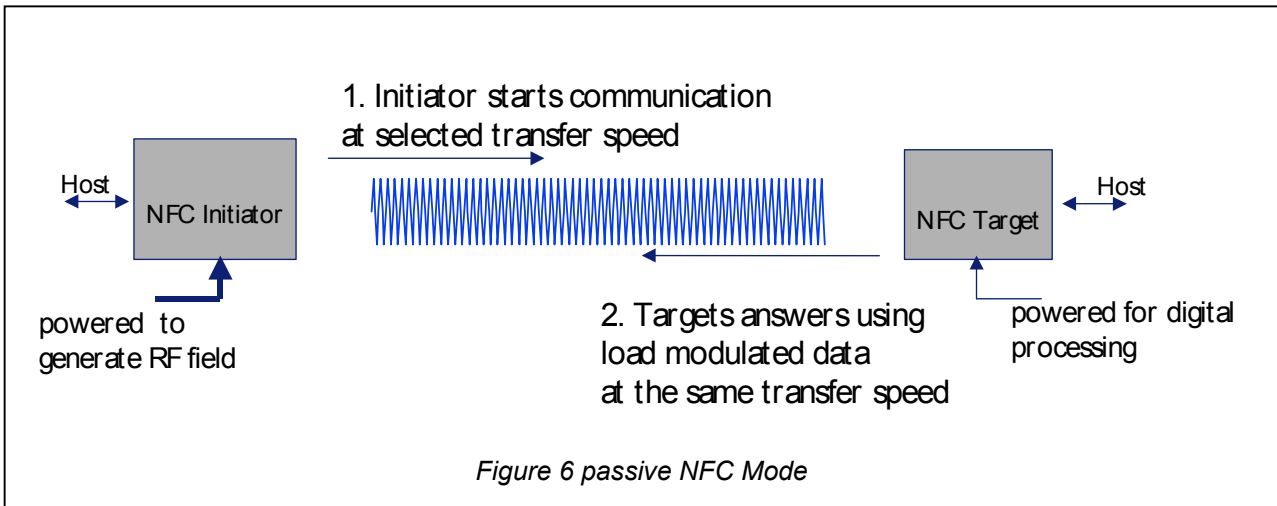 1. Initiator starts communication
at selected transfer speed
Host
NFC Initiator
NFC Target
Host
powered to
generate RF field
2. Targets answers using
load modulated data
at the same transfer speed
powered for digital
processing
Figure 6 passive NFC Mode